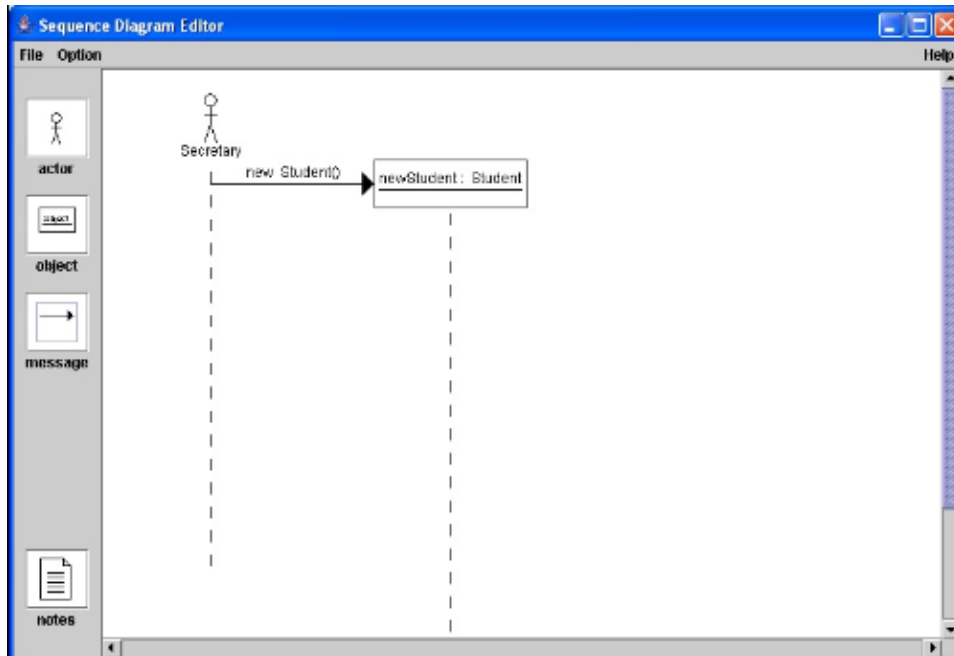 Sequence Diagram Editor
File Option Help
actor
object
message
notes
Secretary
new Student()
newStudent: Student